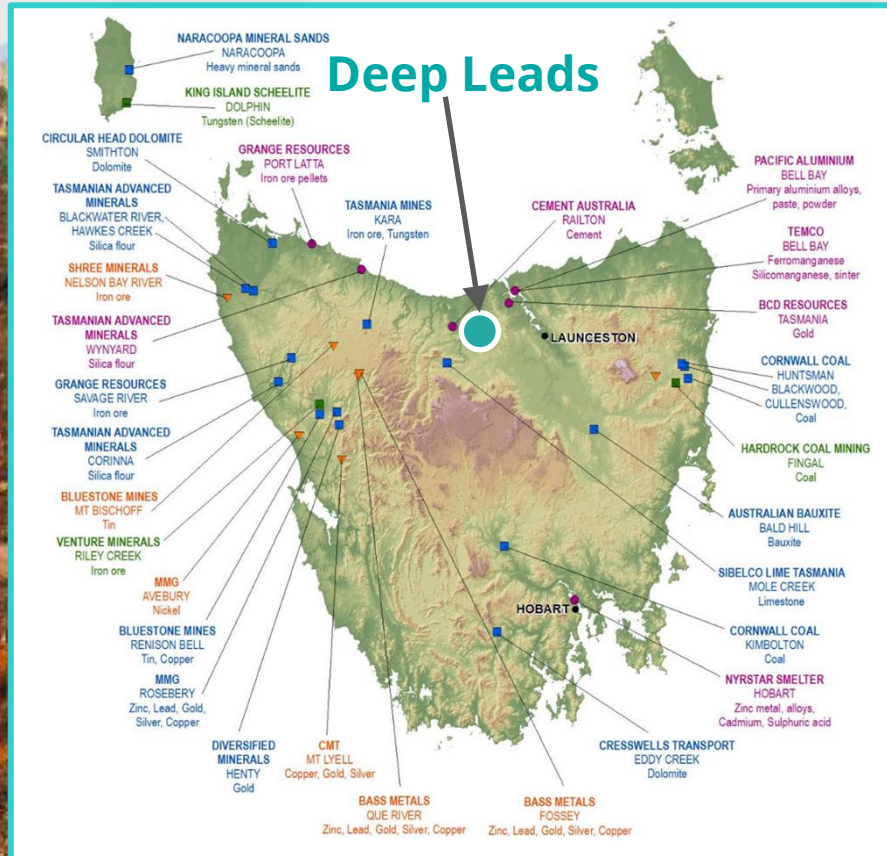 Deep Leads
NARACOOPA MINERAL SANDS
NARACOOPA
Heavy mineral sands
KING ISLAND SCHEELITE
DOLPHIN
Tungsten (Scheelite)
CIRCULAR HEAD DOLOMITE
SMITHTON
Dolomite
GRANGE RESOURCES
PORT LATTA
Iron ore pellets
TASMANIAN ADVANCED
MINERALS
BLACKWATER RIVER,
HAWKES CREEK
Silica flour
TASMANIA MINES
KARA
Iron ore, Tungsten
CEMENT AUSTRALIA
RAILTON
Cement
PACIFIC ALUMINIUM
BELL BAY
Primary aluminium alloys,
paste, powder
TEMCO
BELL BAY
Ferromanganese
Silicomanganese, sinter
BCD RESOURCES
TASMANIA
Gold
SHREE MINERALS
NELSON BAY RIVER
Iron ore
TASMANIAN ADVANCED
MINERALS
WYNYARD
Silica flour
LAUNCESTON
GRANGE RESOURCES
SAVAGE RIVER
Iron ore
CORNWALL COAL
HUNTSMAN
BLACKWOOD,
CULLENSWOOD,
Coal
TASMANIAN ADVANCED
MINERALS
CORINNA
Silica flour
HARDROCK COAL MINING
FINGAL
Coal
BLUESTONE MINES
MT BISCHOFF
Tin
VENTURE MINERALS
RILEY CREEK
Iron ore
AUSTRALIAN BAUXITE
BALD HILL
Bauxite
MMG
AVEBURY
Nickel
SIBELCO LIME TASMANIA
MOLE CREEK
Limestone
HOBART
BLUESTONE MINES
RENISON BELL
Tin, Copper
CORNWALL COAL
KIMBOLTON
Coal
MMG
ROSEBERY
Zinc, Lead, Gold,
Silver, Copper
NYRSTAR SMELTER
HOBART
Zinc metal, alloys,
Cadmium, Sulphuric acid
DIVERSIFIED
MINERALS
HENTY
Gold
CMT
MT LYELL
Copper, Gold, Silver
CRESSWELLS TRANSPORT
EDDY CREEK
Dolomite
BASS METALS
QUE RIVER
Zinc, Lead, Gold, Silver, Copper
BASS METALS
FOSSEY
Zinc, Lead, Gold, Silver, Copper